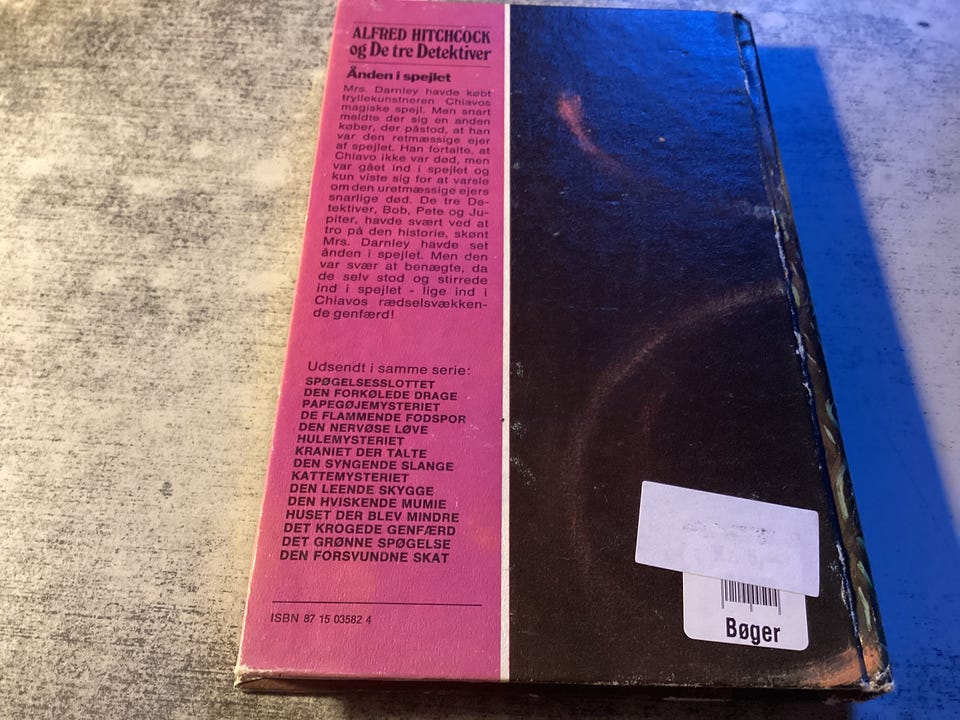 ALFRED HITCHCOCK
og De tre Detektiver
Ånden i spejlet
Mrs. Darnley havde købt
tryllekunstneren Chiavos
magiske spejl. Men snart
meldte der sig en anden
køber, der påstod, at han
var den retmæssige ejer
af spejlet. Han fortalte, at
Chiavo ikke var død, men
var gået ind i spejlet og
kun viste sig for at varsle
om den uretmæssige ejers
snarlige død. De tre De-
tektiver, Bob, Pete og Ju-
piter, havde svært ved at
tro på den historie, skønt
Mrs. Darnley havde set
ånden i spejlet. Men den
var svær at benægte, da
de selv stod og stirrede
ind i spejlet - lige ind i
Chiavos rædselsvækken-
de genfærd!
Udsendt i samme serie:
SPØGELSESSLOTTET
DEN FORKØLEDE DRAGE
PAPEGØJEMYSTERIET
DE FLAMMENDE FODSPOR
DEN NERVØSE LØVE
HULEMYSTERIET
KRANIET DER TALTE
DEN SYNGENDE SLANGE
KATTEMYSTERIET
DEN LEENDE SKYGGE
DEN HVISKENDE MUMIE
HUSET DER BLEV MINDRE
DET KROGEDE GENFÆRD
DET GRØNNE SPØGELSE
DEN FORSVUNDNE SKAT
ISBN 87 15 03582 4
Bøger